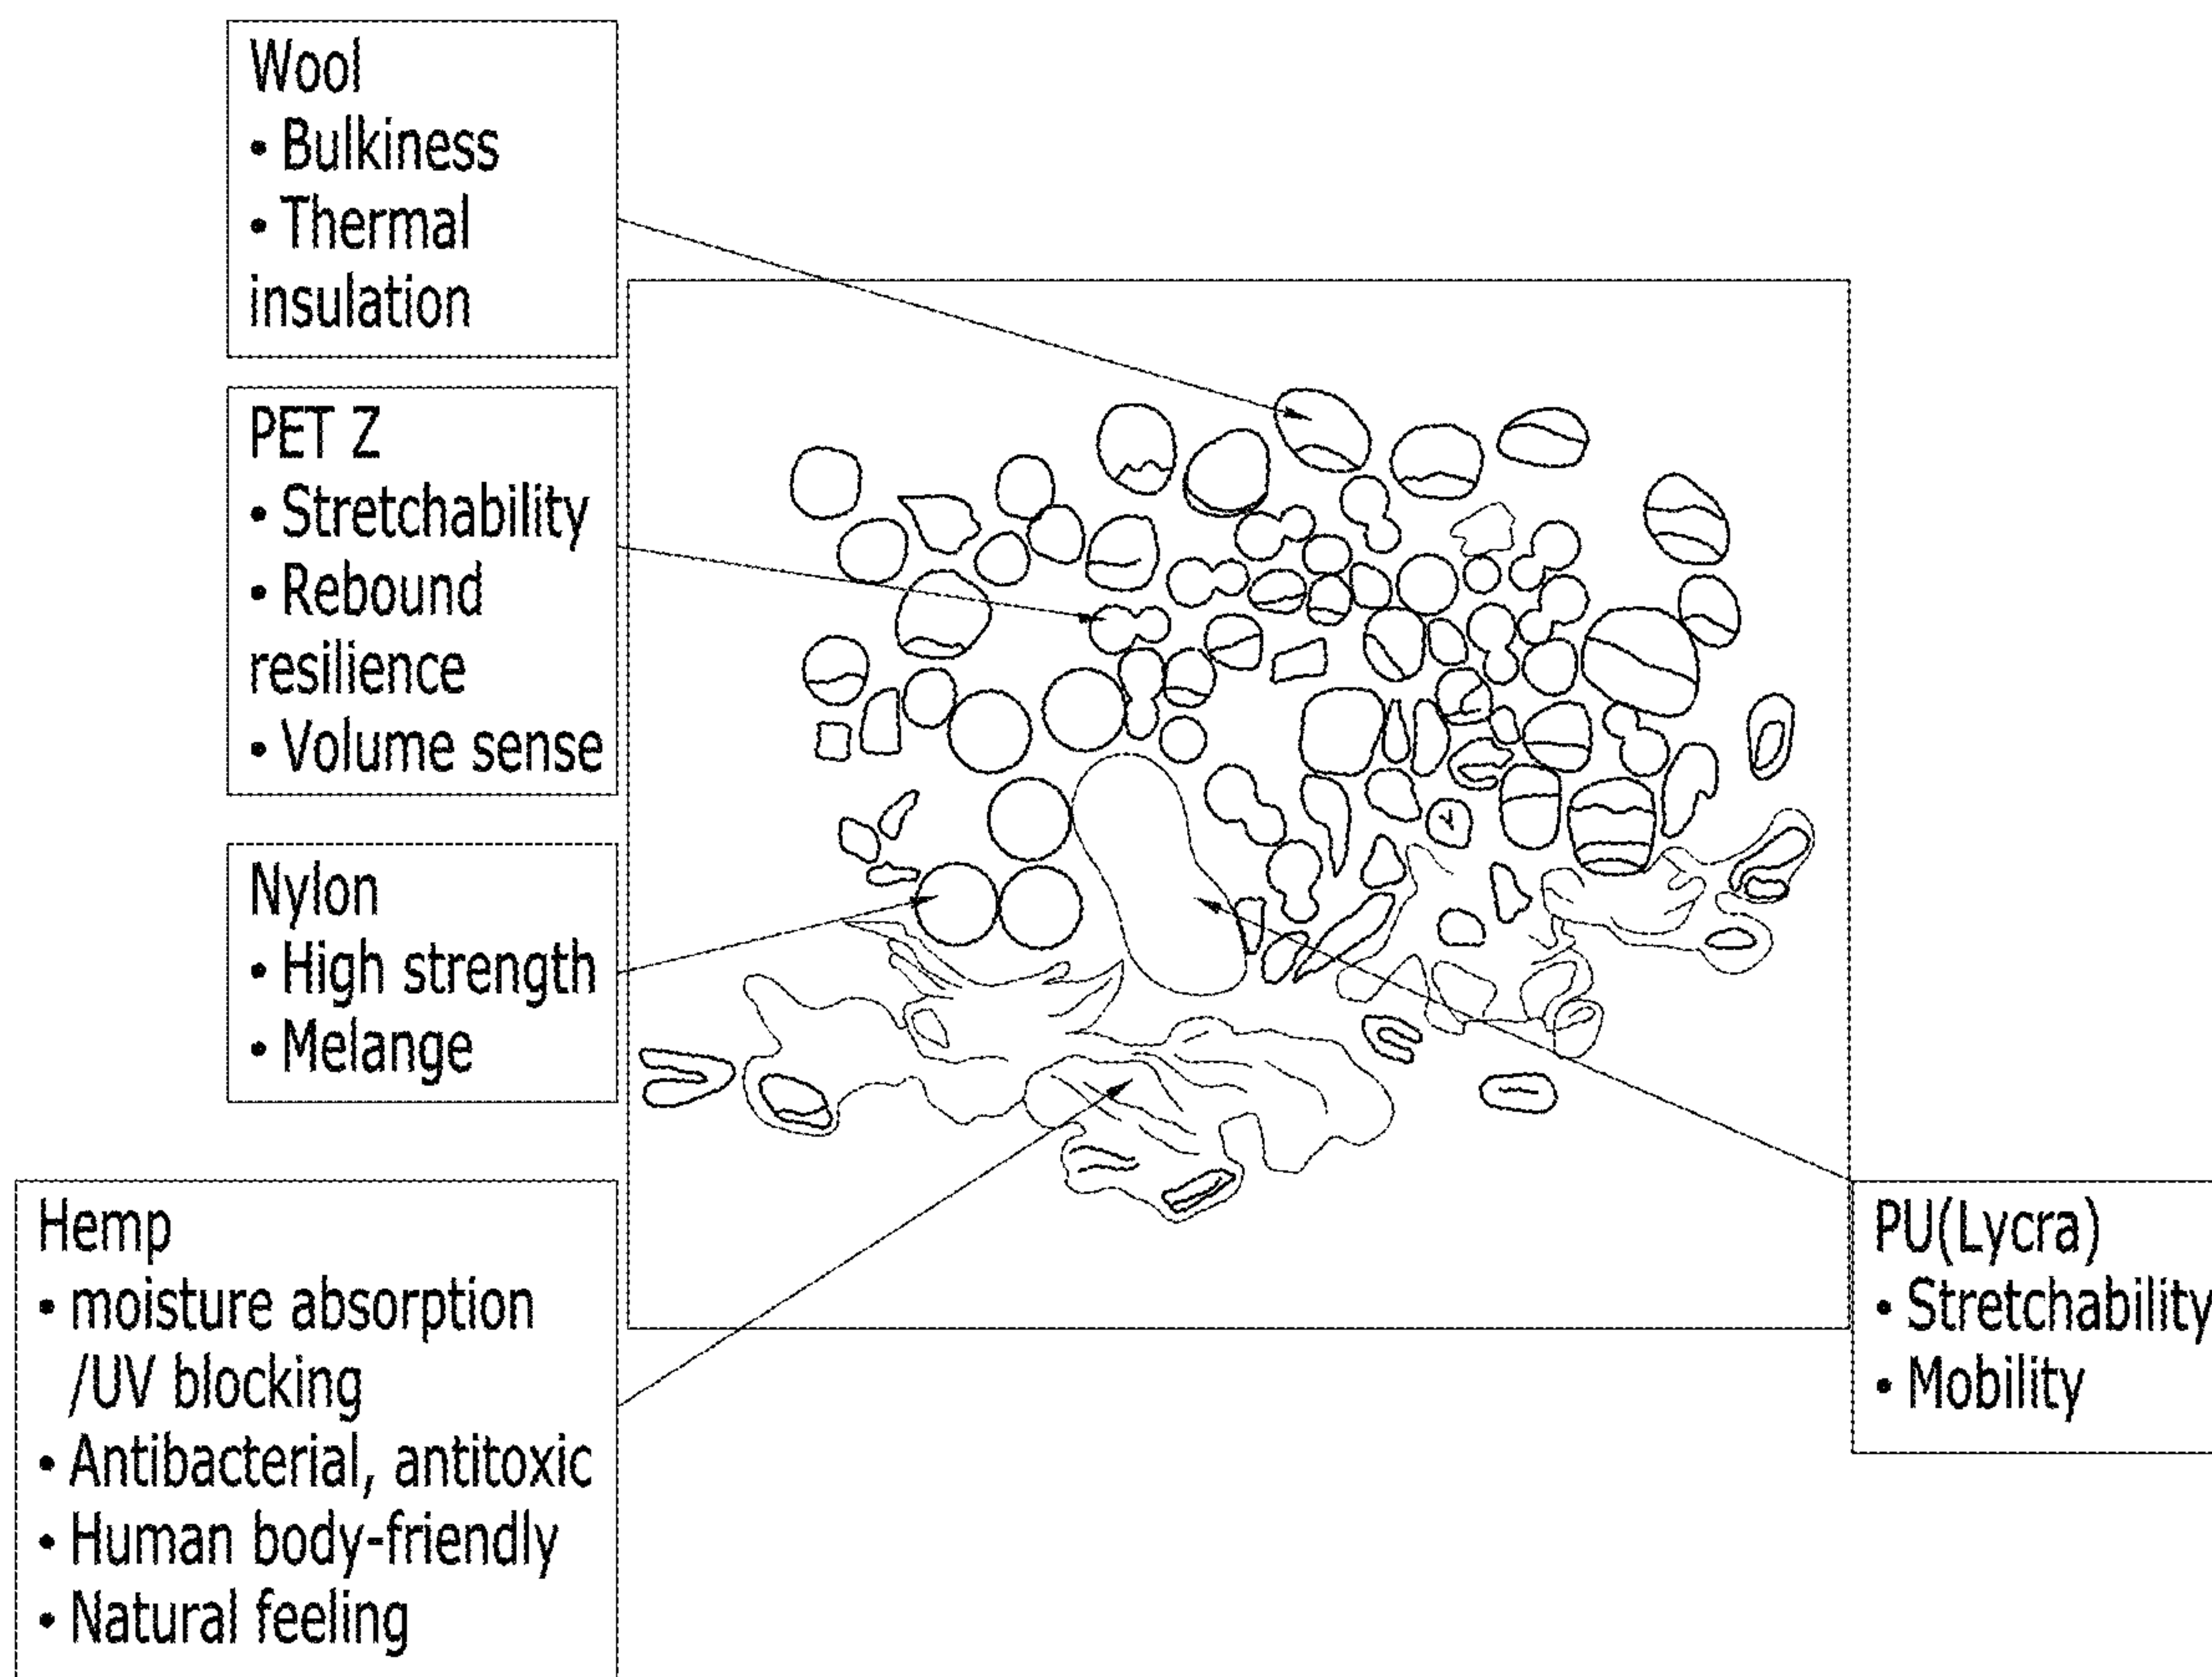 Wool
• Bulkiness
• Thermal
insulation
PET Z
• Stretchability
• Rebound
resilience
• Volume sense
Nylon
• High strength
• Melange
Hemp
• moisture absorption
/UV blocking
• Antibacterial, antitoxic
• Human body-friendly
• Natural feeling
PU(Lycra)
• Stretchability
• Mobility